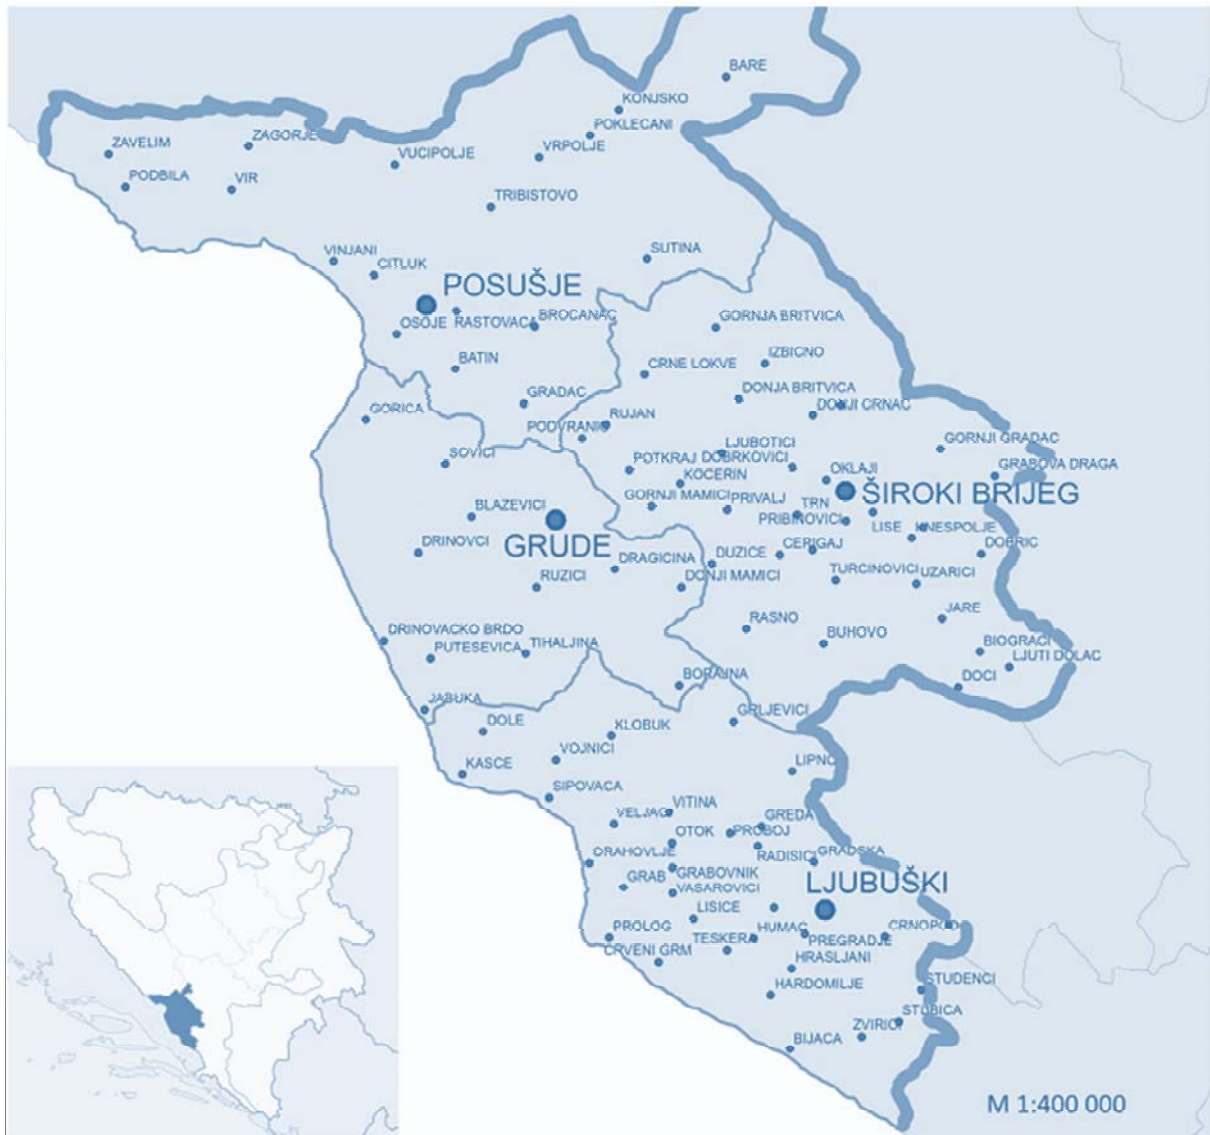 BARE
KONJSKO
POKLECANI
ZAVELIM
ZAGORJE
VUCIPOLJE
VRPOLJE
PODBILA
VIR
TRIBISTOVO
VINJANI
SUTINA
CITLUK
POSUŠJE
OSOJE
RASTOVACA
BROCANAC
GORNJA BRITVICA
BATIN
CRNE LOKVE
IZBICNO
GRADAC
DONJA BRITVICA
GORICA
RUJAN
DONJI CRNAC
PODVRANIC
LJUBOTICI
GORNJI GRADAC
SOVICI
POTKRAJ
DOBRKOVICI
OKLAJI
GRABOVA DRAGA
KOCERIN
ŠIROKI BRIJEG
BLAZEVICI
GORNJI MAMICI
PRIVALJ
TRN
PRIBINOVICI
LISE
KNESPOLJE
DRINOVCI
GRUDE
DRAGICINA
DUZICE
CERIGAJ
DOBRIC
RUZICI
DONJI MAMICI
TURCINOVICI
UZARICI
RASNO
JARE
DRINOVACKO BRDO
PUTESEVICA
TIHALJINA
BUHOVO
BIOGRACI
LJUTI DOLAC
BORAJNA
DOCI
JABUKA
DOLE
KLOBUK
GRLJEVICI
VOJNICI
KASCE
LIPNO
SIPOVACA
VELJACI
VITINA
GREDA
OTOK
PROBOJ
ORAHOVLJE
RADISICI
GRADSKA
GRAB
GRABOVNIK
VASAROVICI
LJUBUŠKI
LISICE
PROLOG
TESKERA
HUMAC
PREGRADJE
CRNOPOD
CRVENI GRM
HRASLJANI
HARDOMILJE
STUDENCI
STUBICA
ZVIRICI
BIJACA
M 1:400 000